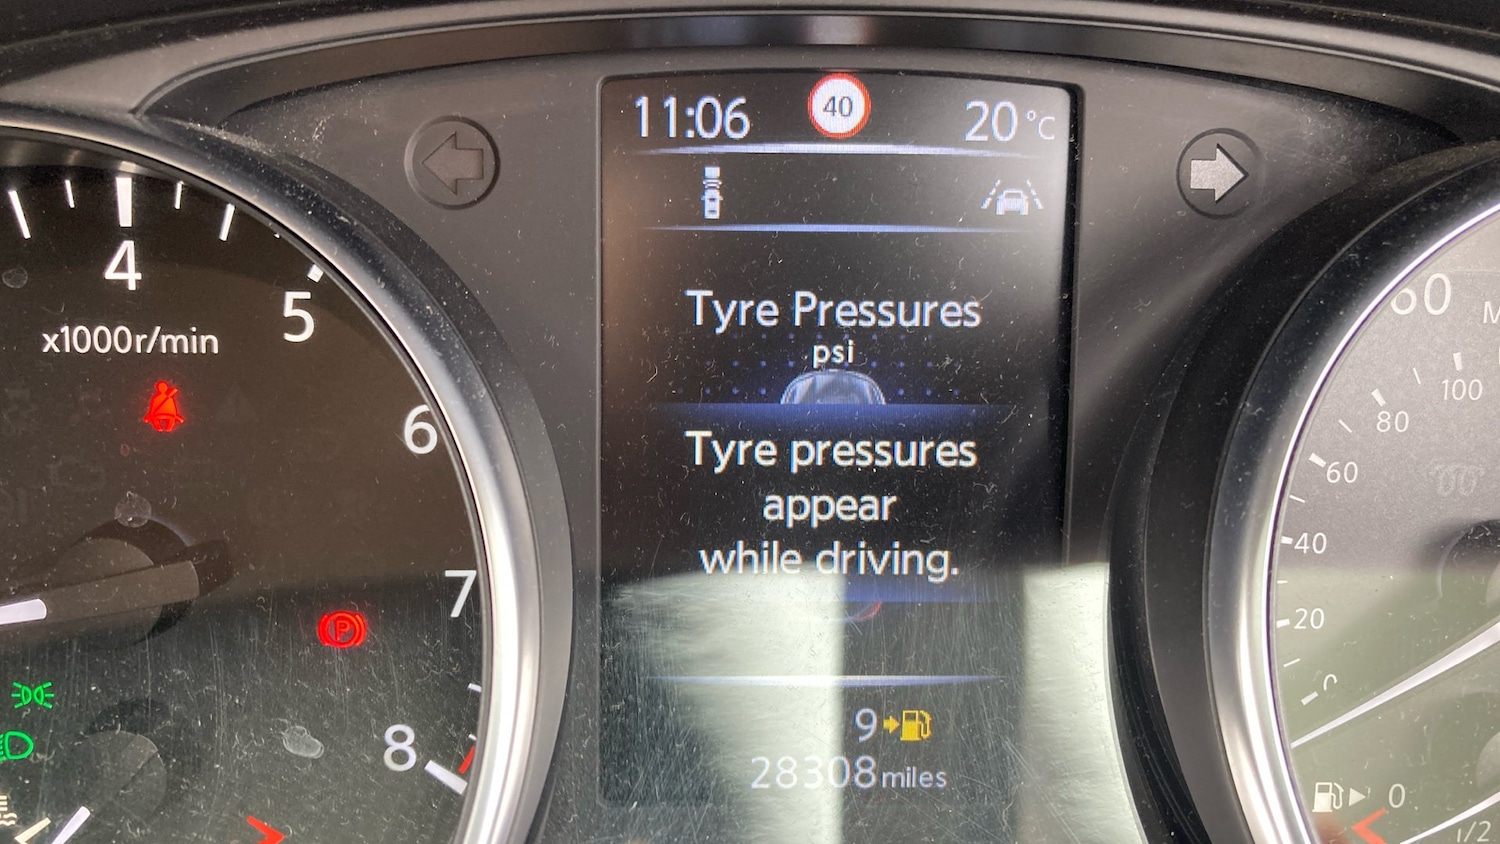 11:06 40 20 °C
4
5
x1000r/min
6
7
8
P
Tyre Pressures
psi
Tyre pressures
appear
while driving.
9
28308 miles
60
100
80
60
40
20
0
0
1/2